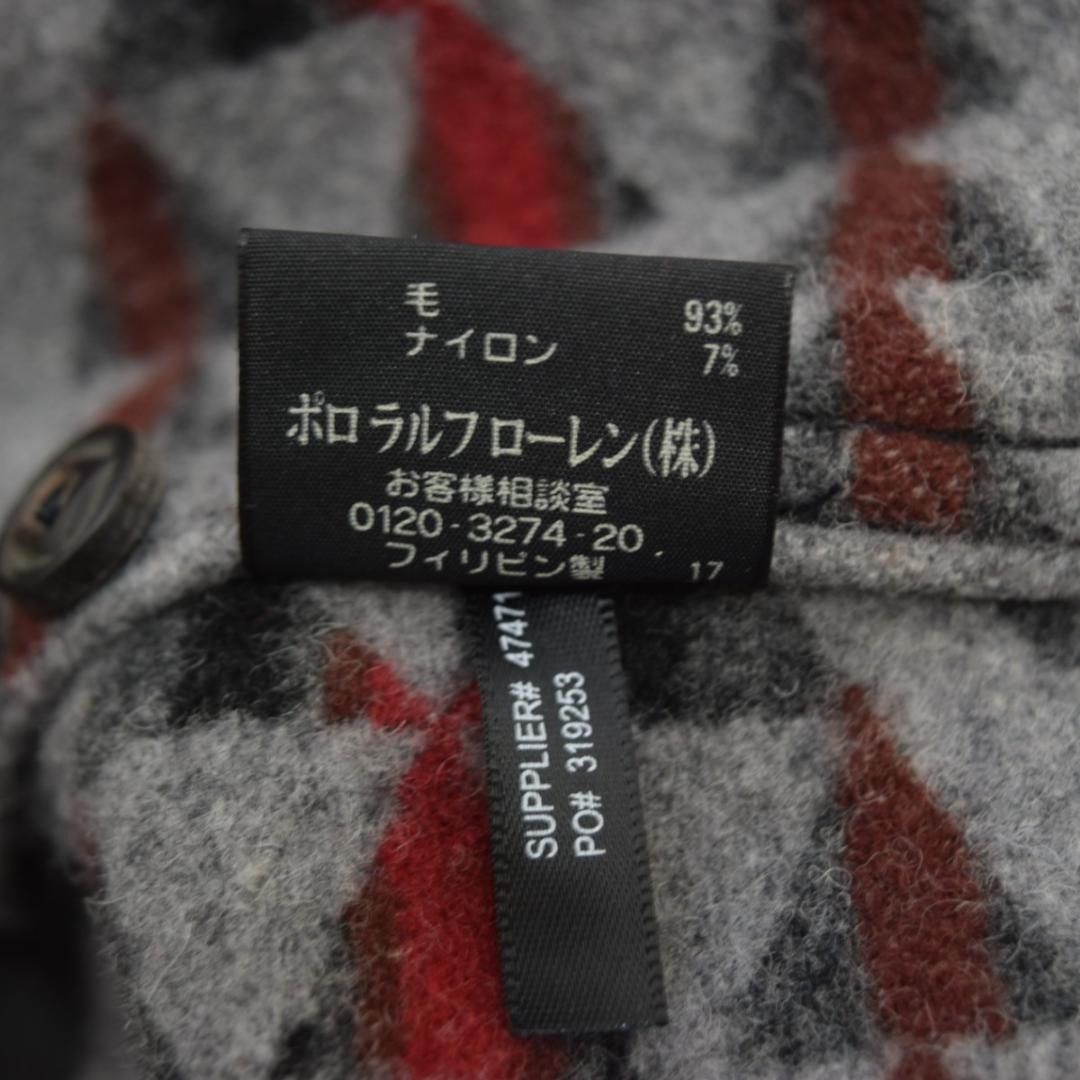 毛 93%
ナイロン 7%
ポロ ラルフ ローレン(株)
お客様相談室
0120-3274-20
フィリピン製 17
SUPPLIER# 47471
PO# 319253